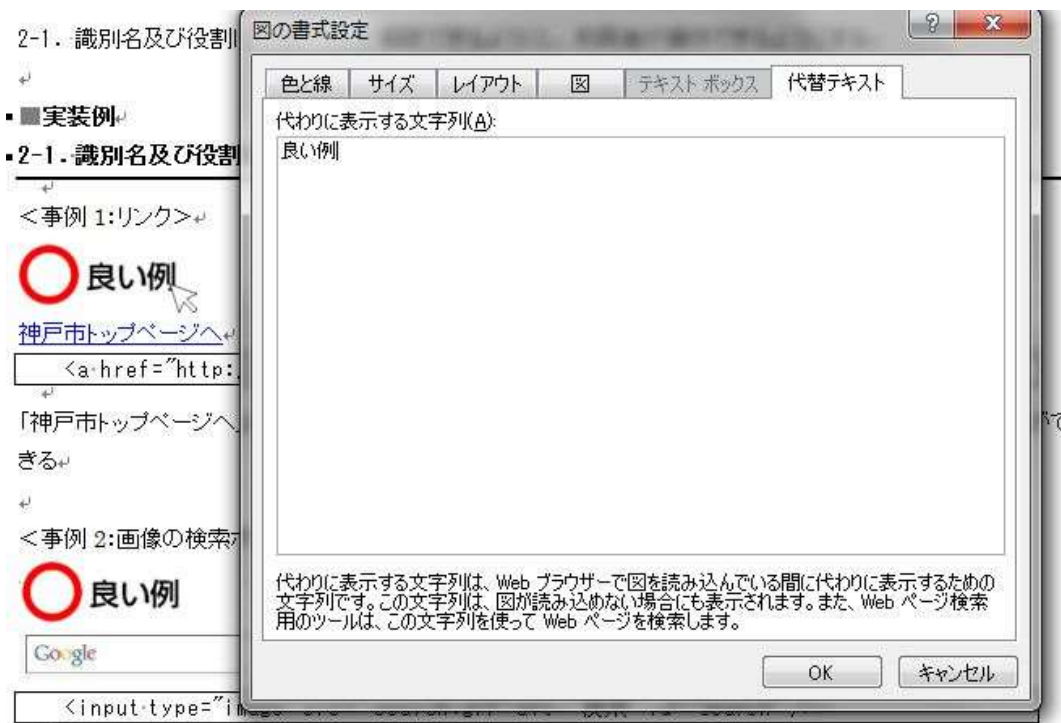 2-1. 識別名及び役割
■実装例
2-1. 識別名及び役割
<事例 1:リンク>
良い例
神戸市トップページへ
<a href="http:
「神戸市トップページへ
きる
<事例 2:画像の検索
良い例
Google
<input type="image
図の書式設定
色と線 サイズ レイアウト 図 テキスト ボックス 代替テキスト
代わりに表示する文字列(A):
良い例
代わりに表示する文字列は、Web ブラウザーで図を読み込んでいる間に代わりに表示するための
文字列です。この文字列は、図が読み込めない場合にも表示されます。また、Web ページ検索
用のツールは、この文字列を使って Web ページを検索します。
OK キャンセル